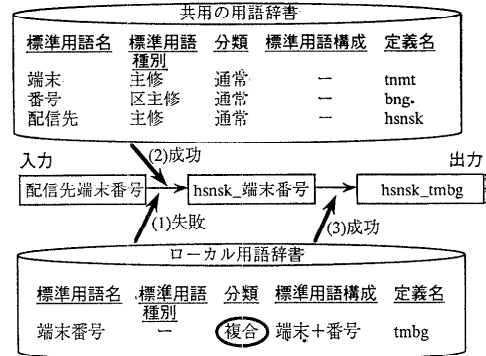 共用の用語辞書
標準用語名 標準用語種別 分類 標準用語構成 定義名
端末 主修 通常 ー tnmt
番号 区主修 通常 ー bng.
配信先 主修 通常 ー hsnsk
入力 (2)成功 出力
配信先端末番号 hsnsk_端末番号 hsnsk_tmbg
(1)失敗 (3)成功
ローカル用語辞書
標準用語名 標準用語種別 分類 標準用語構成 定義名
端末番号 ー 複合 端末+番号 tmbg